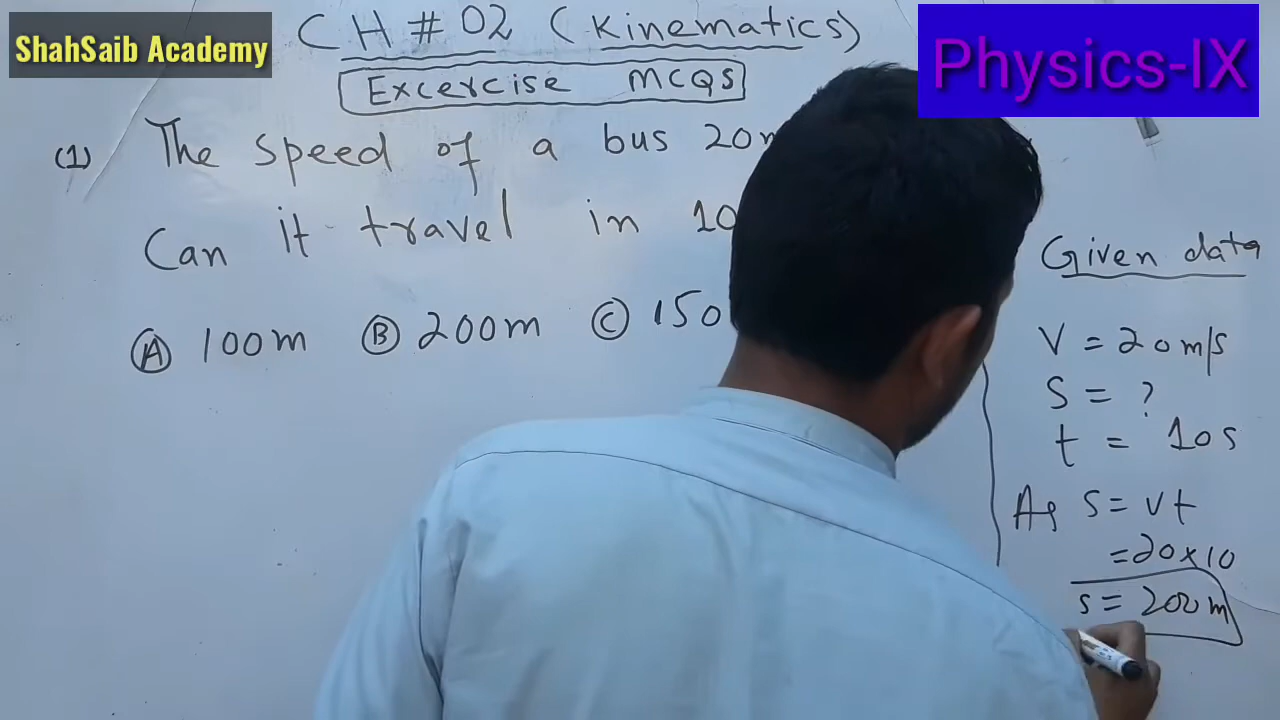 ShahSaib Academy
CH # 02 (Kinematics)
Physics-IX
Excercise MCQS
(1) The speed of a bus 20m
Can it travel in 10
(A) 100m (B) 200m (C) 150
Given data
V = 20m/s
S = ?
t = 10s
As S = vt
=20×10
s = 200m